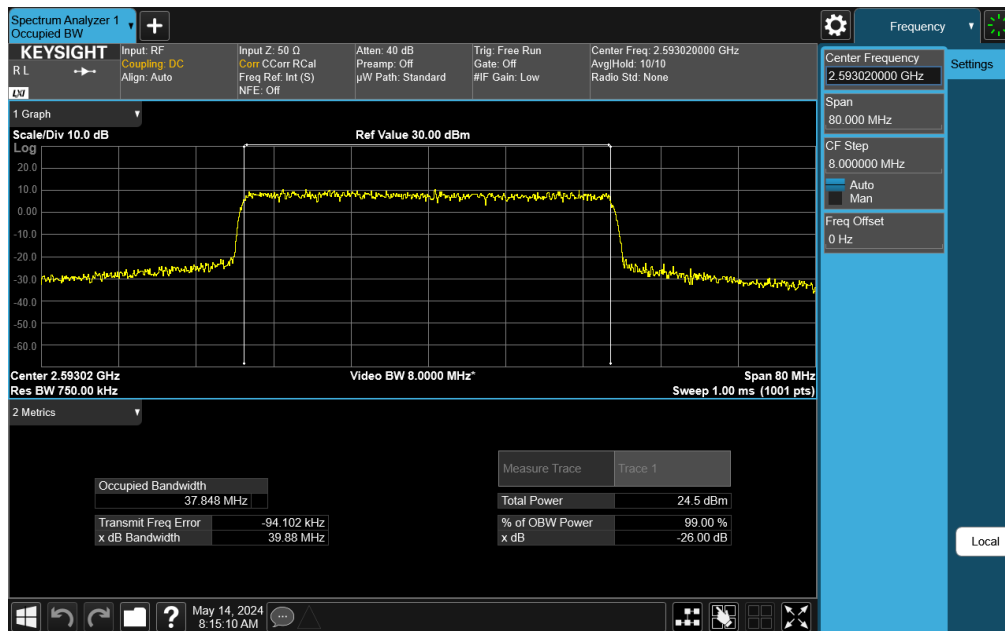 Spectrum Analyzer 1
Occupied BW
Frequency
KEYSIGHT
R L
LXI
Input: RF
Coupling: DC
Align: Auto
Input Z: 50 Ω
Corr CCorr RCal
Freq Ref: Int (S)
NFE: Off
Atten: 40 dB
Preamp: Off
µW Path: Standard
Trig: Free Run
Gate: Off
#IF Gain: Low
Center Freq: 2.593020000 GHz
Avg|Hold: 10/10
Radio Std: None
Center Frequency
2.593020000 GHz
Settings
Span
80.000 MHz
CF Step
8.000000 MHz
Auto
Man
Freq Offset
0 Hz
Local
1 Graph
Scale/Div 10.0 dB
Ref Value 30.00 dBm
Log
20.0
10.0
0.00
-10.0
-20.0
-30.0
-40.0
-50.0
-60.0
Center 2.59302 GHz
Video BW 8.0000 MHz*
Span 80 MHz
Res BW 750.00 kHz
Sweep 1.00 ms (1001 pts)
2 Metrics
Measure Trace Trace 1
Occupied Bandwidth
37.848 MHz
Total Power 24.5 dBm
Transmit Freq Error -94.102 kHz
% of OBW Power 99.00 %
x dB Bandwidth 39.88 MHz
x dB -26.00 dB
?
May 14, 2024
8:15:10 AM